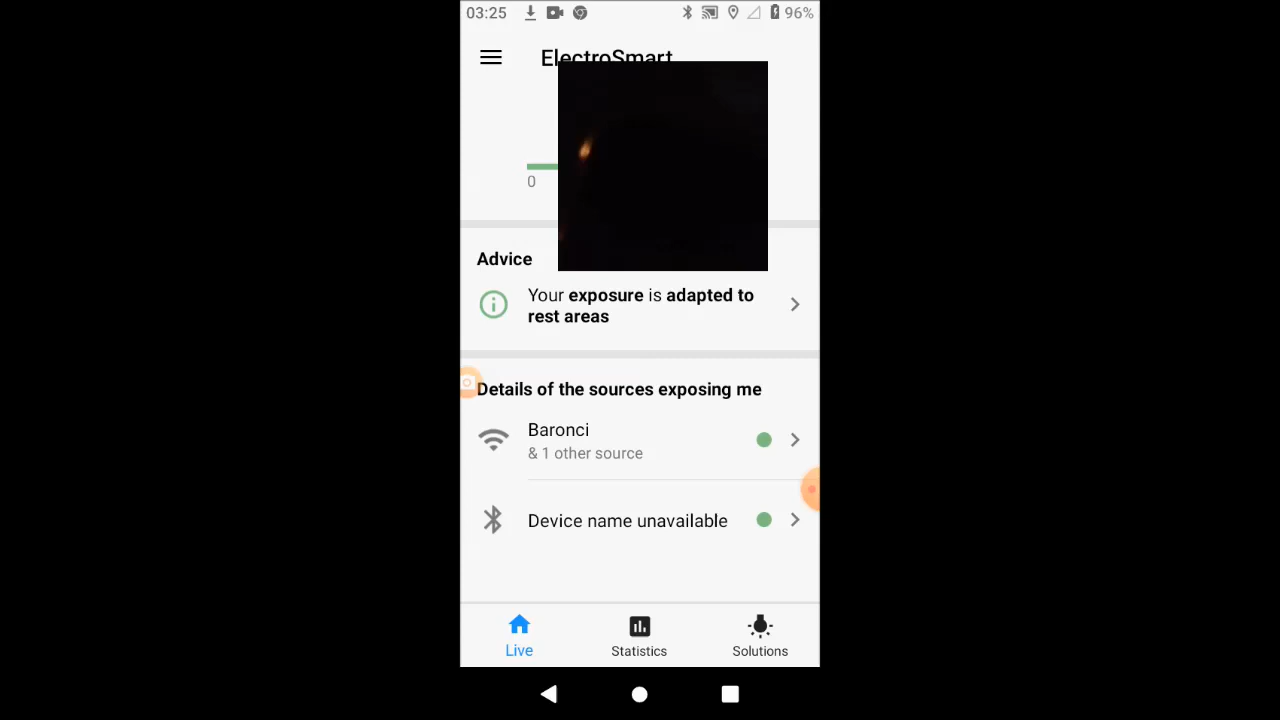 03:25
96%
ElectroSmart
0
Advice
Your exposure is adapted to
rest areas
Details of the sources exposing me
Baronci
& 1 other source
Device name unavailable
Live
Statistics
Solutions